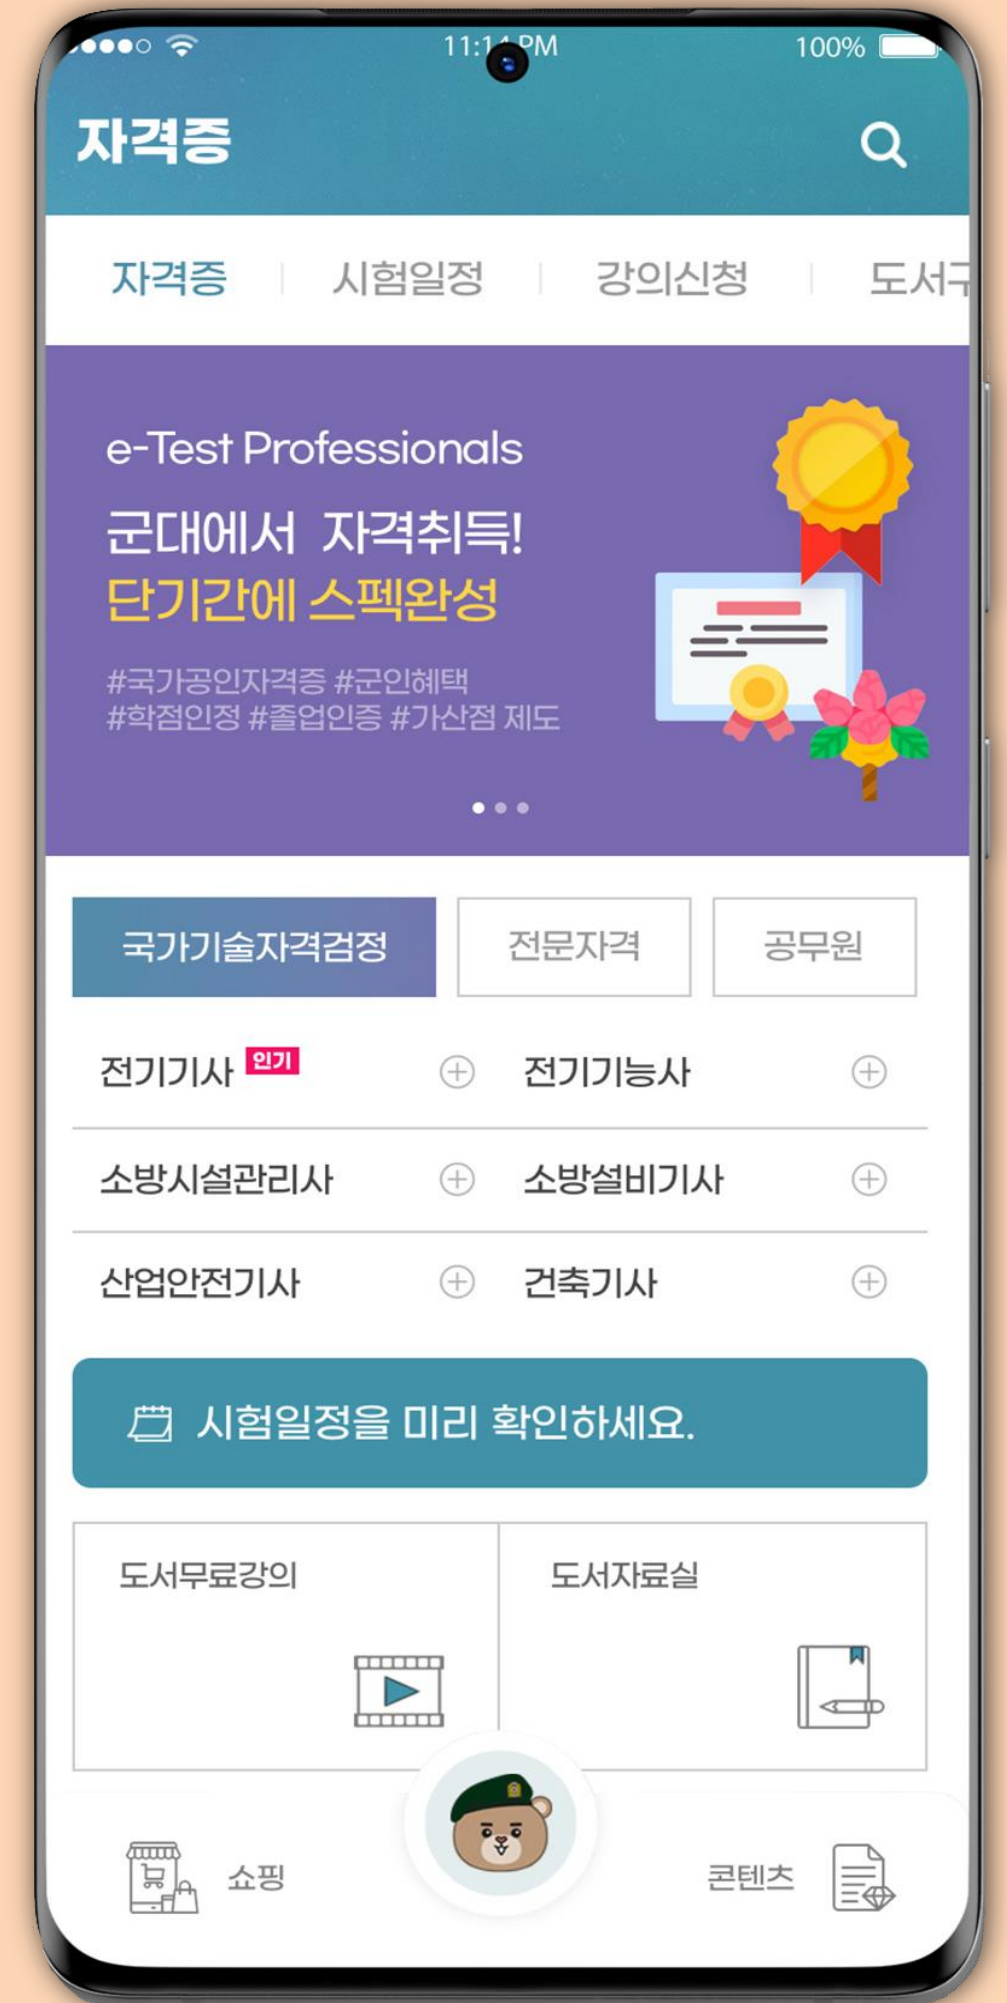 100%
자격증
자격증
시험일정
강의신청
e-Test Professionals
군대에서 자격취득!
단기간에 스펙완성
#국가공인자격증 #군인혜택
#학점인정 #졸업인증 #가산점 제도
국가기술자격검정
전문자격
공무원
전기기사 인기
전기기능사
소방시설관리사
소방설비기사
산업안전기사
건축기사
시험일정을 미리 확인하세요.
도서무료강의
도서자료실
쇼핑
콘텐츠